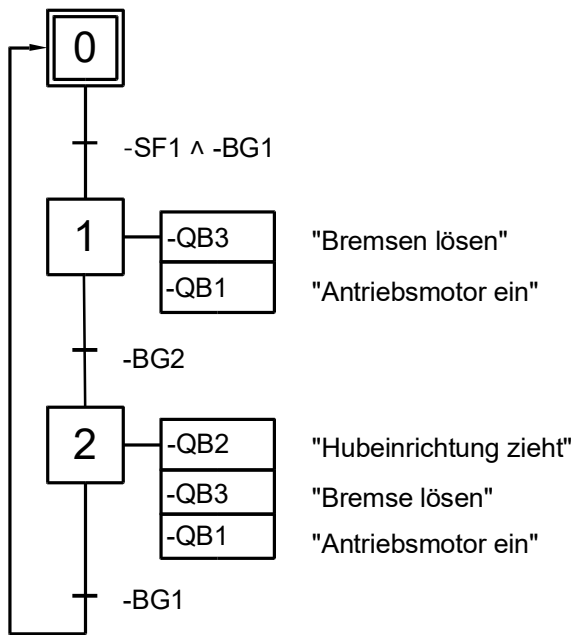 0
-SF1 ∧ -BG1
1
-QB3 "Bremsen lösen"
-QB1 "Antriebsmotor ein"
-BG2
2
-QB2 "Hubeinrichtung zieht"
-QB3 "Bremse lösen"
-QB1 "Antriebsmotor ein"
-BG1